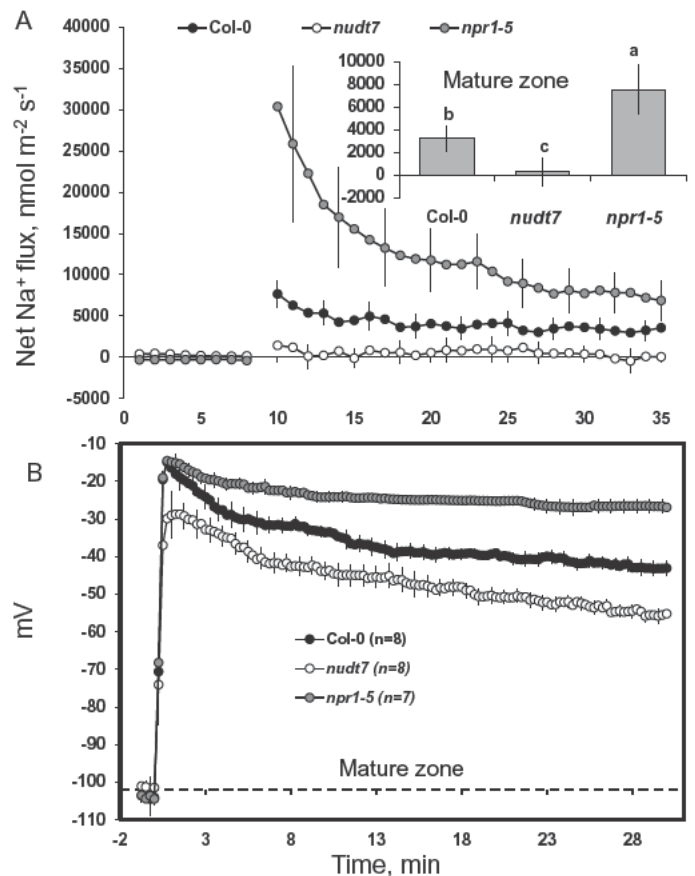 A
Col-0 nudt7 npr1-5
Net Na⁺ flux, nmol m⁻² s⁻¹
40000
35000
30000
25000
20000
15000
10000
5000
0
-5000
0 5 10 15 20 25 30 35
Mature zone
10000
8000
6000
4000
2000
0
-2000
b c a
Col-0 nudt7 npr1-5
B
mV
-10
-20
-30
-40
-50
-60
-70
-80
-90
-100
-110
Col-0 (n=8)
nudt7 (n=8)
npr1-5 (n=7)
Mature zone
-2 3 8 13 18 23 28
Time, min